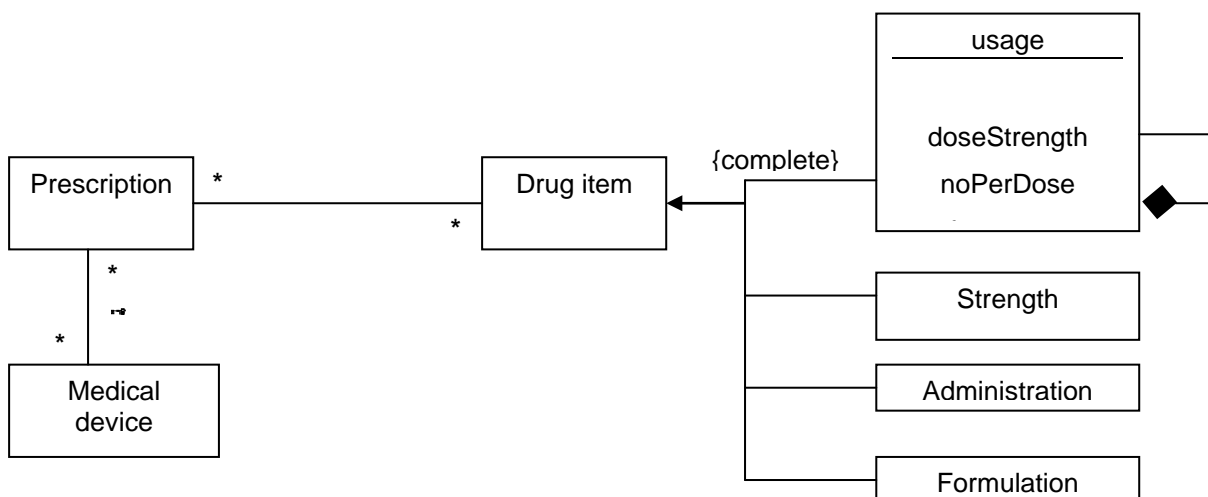 usage
doseStrength
noPerDose
{complete}
Prescription
*
*
Drug item
*
*
Medical
device
Strength
Administration
Formulation